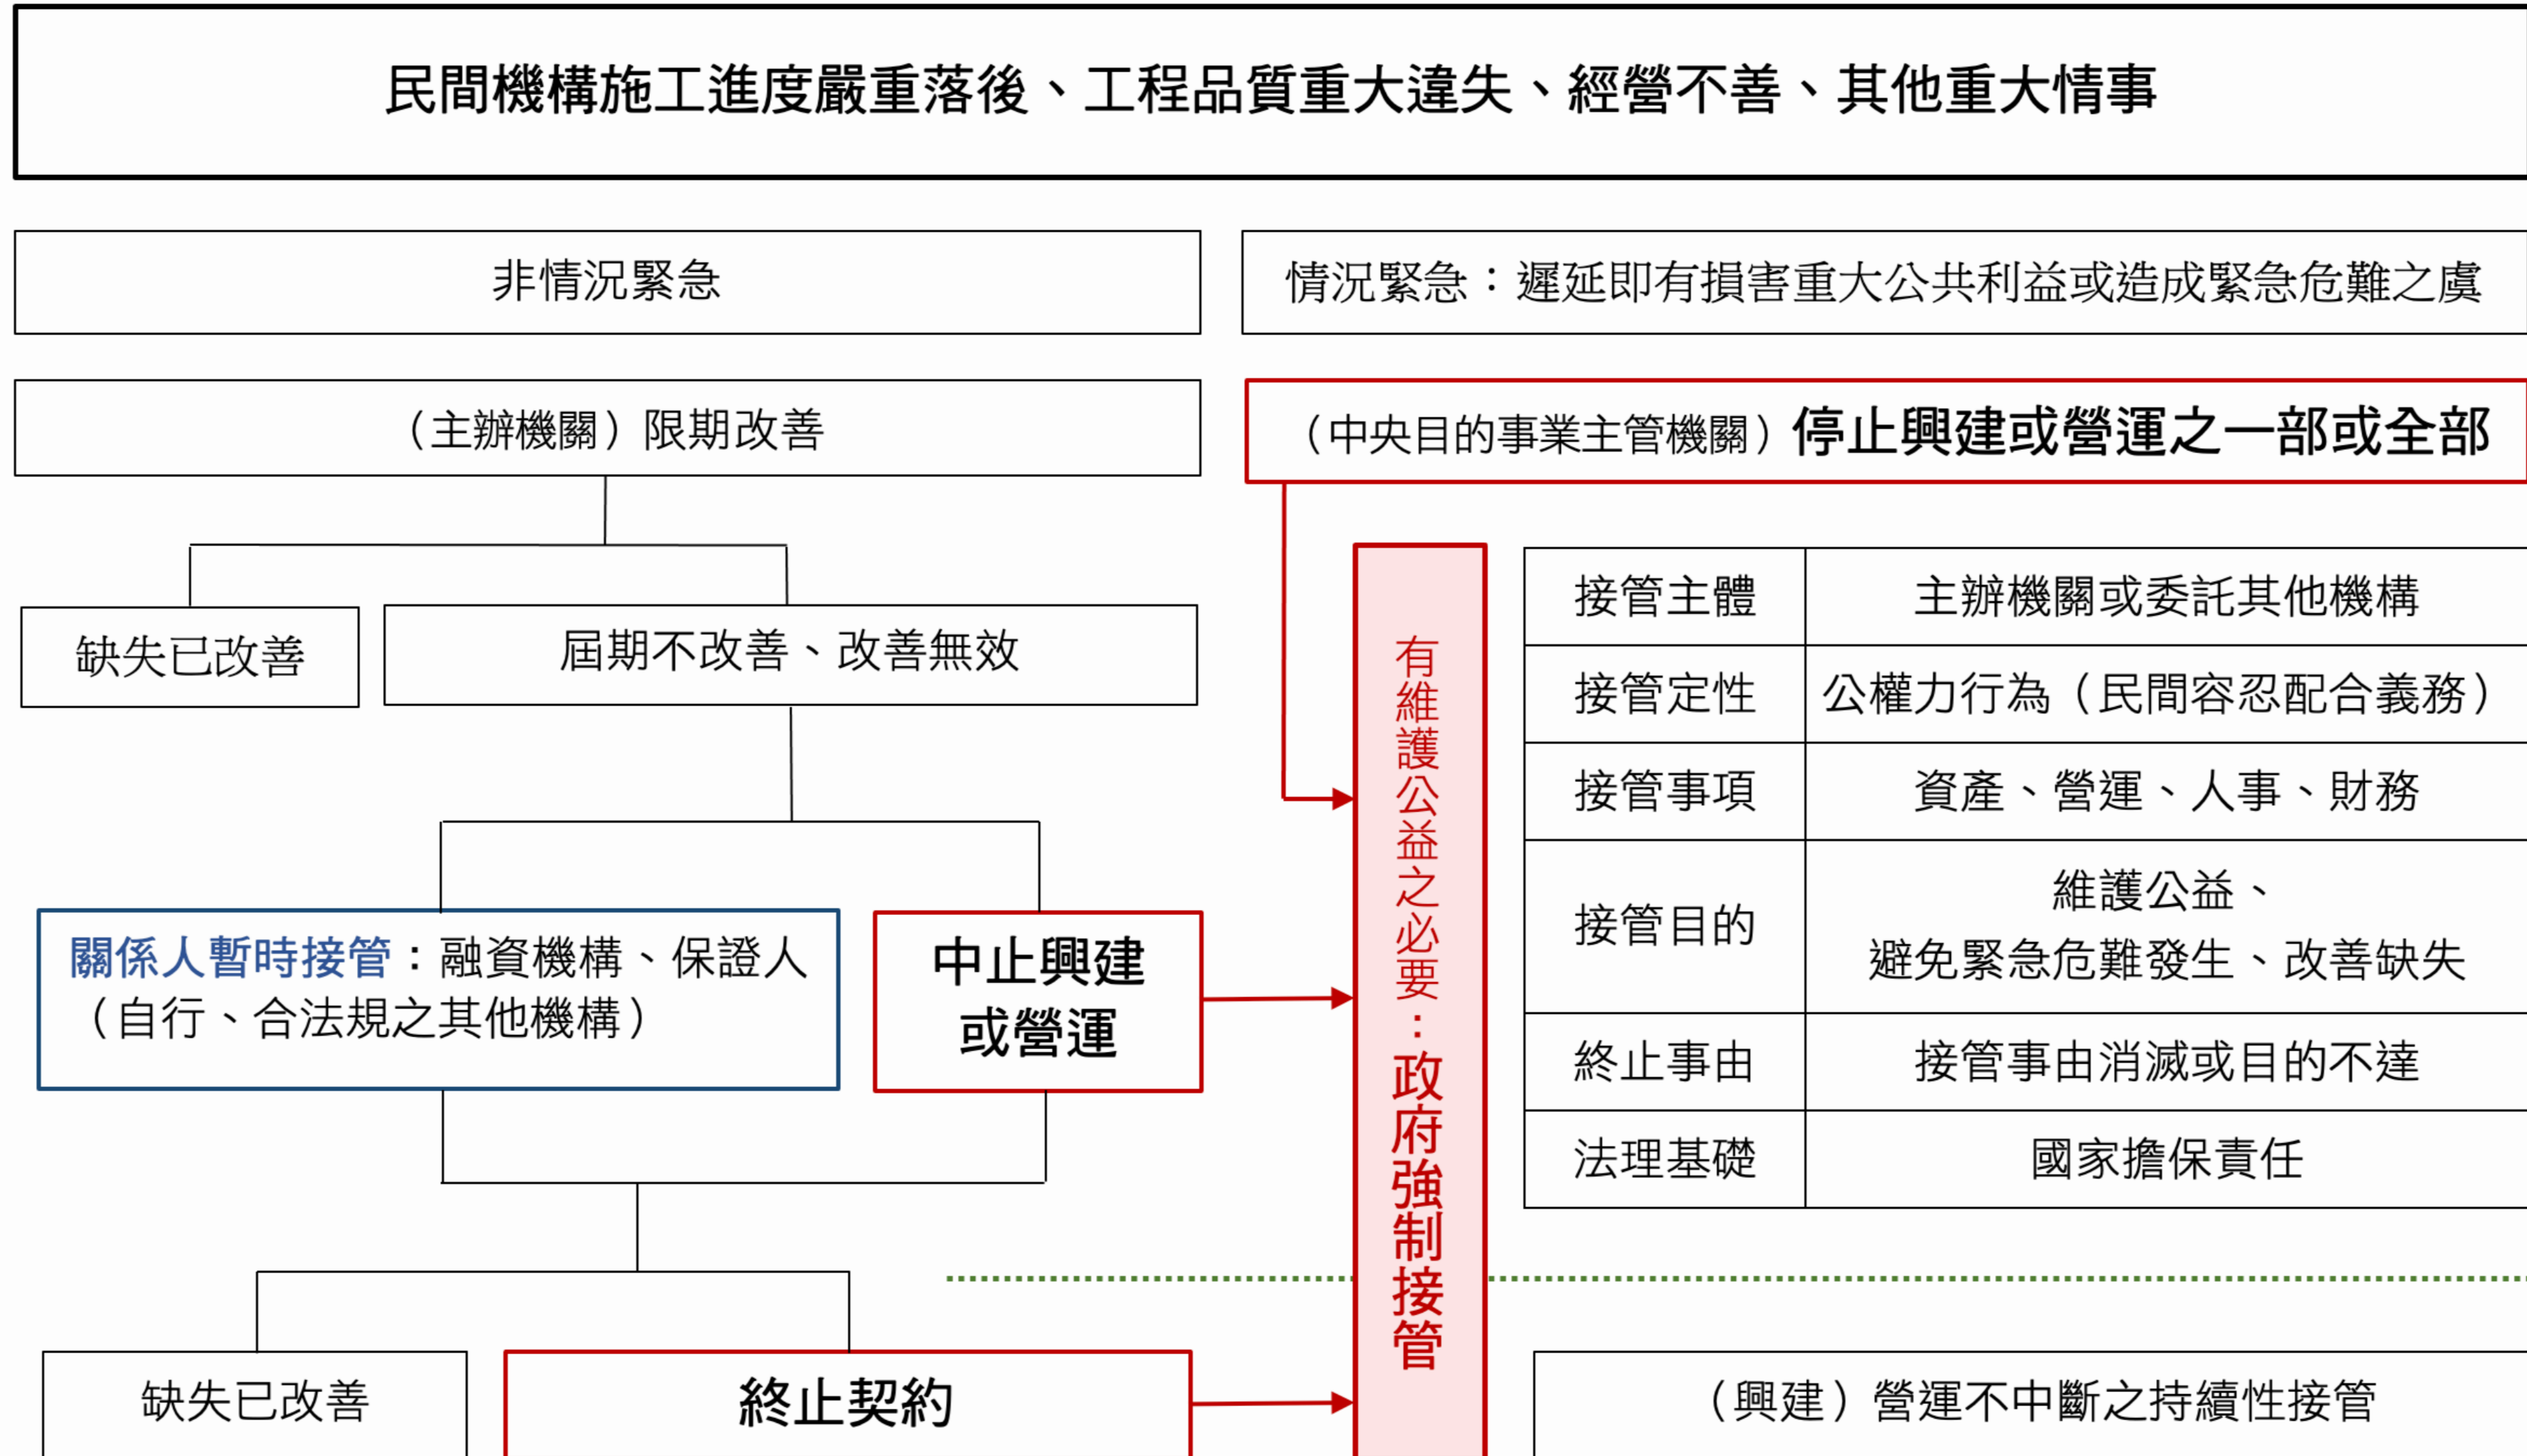 民間機構施工進度嚴重落後、工程品質重大違失、經營不善、其他重大情事
非情況緊急
情況緊急：遲延即有損害重大公共利益或造成緊急危難之虞
（主辦機關）限期改善
（中央目的事業主管機關）停止興建或營運之一部或全部
缺失已改善
屆期不改善、改善無效
關係人暫時接管：融資機構、保證人
（自行、合法規之其他機構）
中止興建
或營運
有維護公益之必要：政府強制接管
接管主體
主辦機關或委託其他機構
接管定性
公權力行為（民間容忍配合義務）
接管事項
資產、營運、人事、財務
接管目的
維護公益、
避免緊急危難發生、改善缺失
終止事由
接管事由消滅或目的不達
法理基礎
國家擔保責任
缺失已改善
終止契約
（興建）營運不中斷之持續性接管